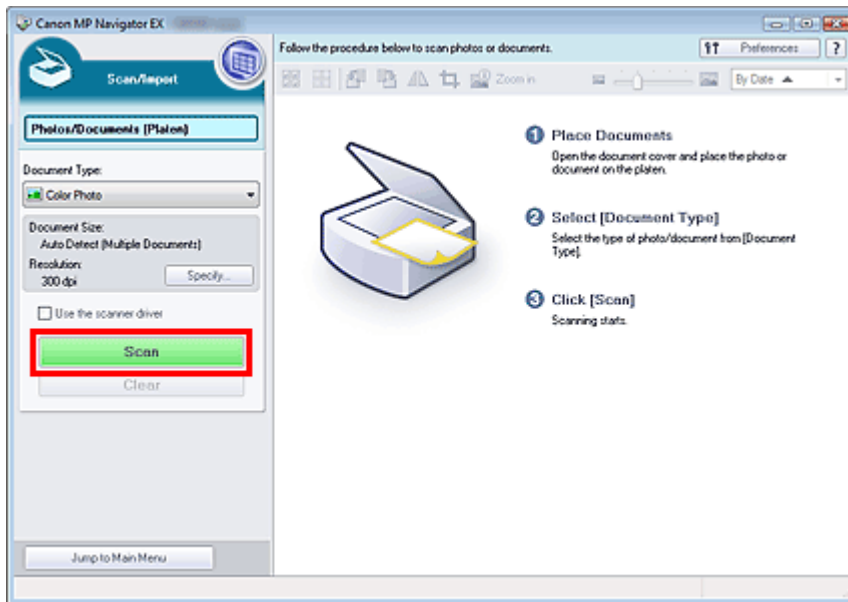 Canon MP Navigator EX
Scan/Import
Photos/Documents (Platen)
Document Type:
Color Photo
Document Size:
Auto Detect (Multiple Documents)
Resolution:
300 dpi
Specify...
Use the scanner driver
Scan
Clear
Jump to Main Menu
Follow the procedure below to scan photos or documents.
Preferences
?
Zoom in
By Date
1 Place Documents
Open the document cover and place the photo or
document on the platen.
2 Select [Document Type]
Select the type of photo/document from [Document
Type].
3 Click [Scan]
Scanning starts.